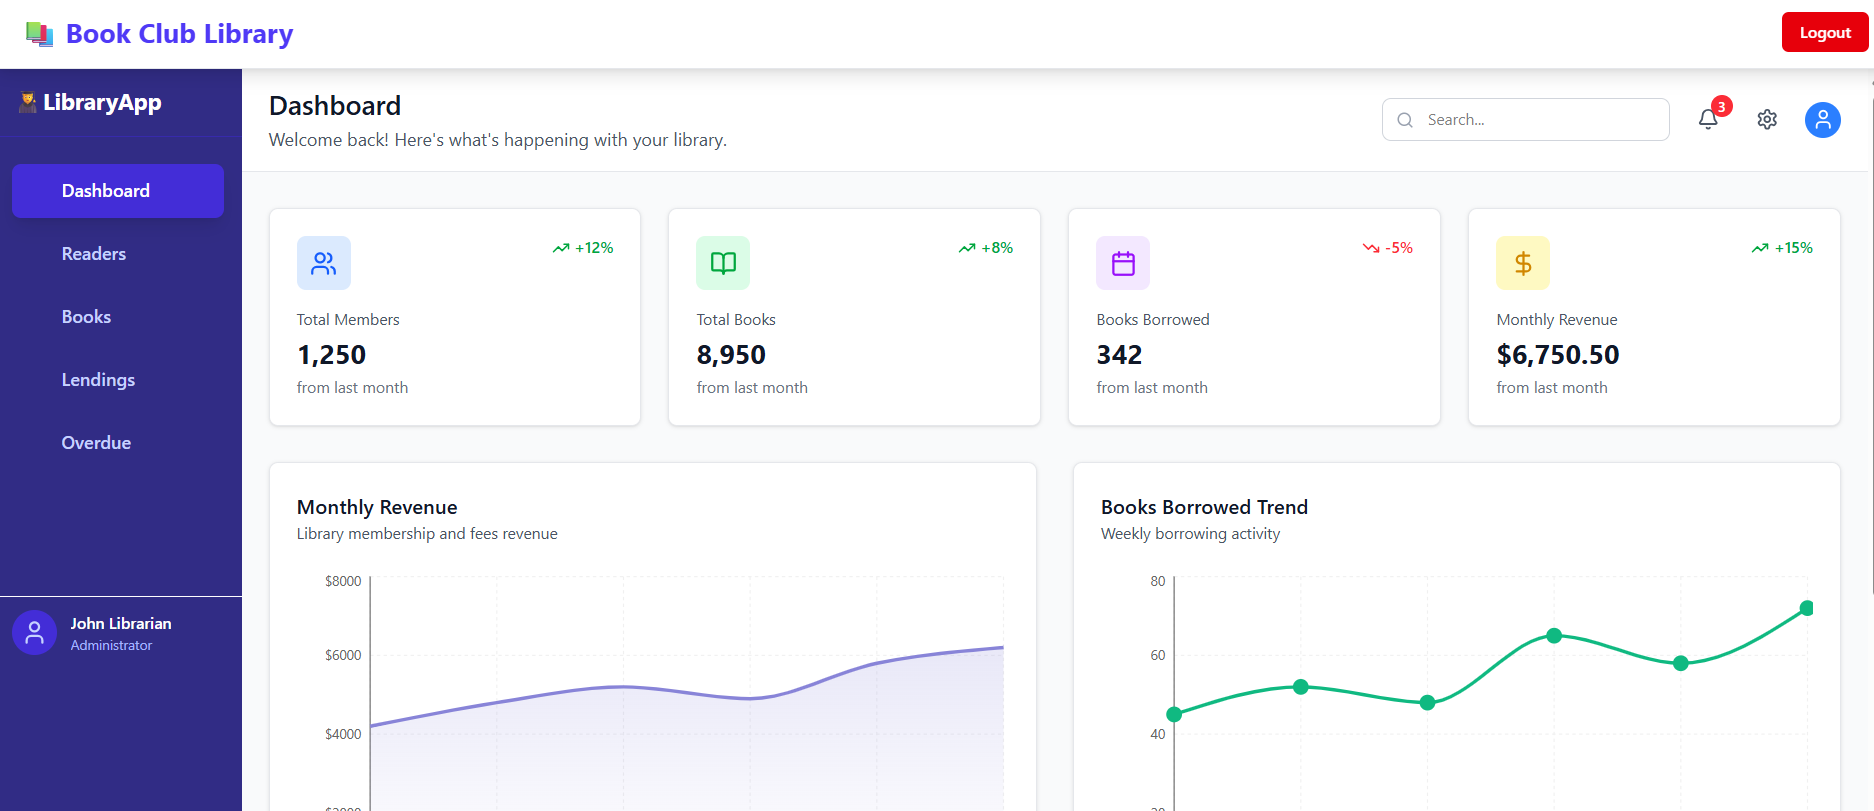 Book Club Library
Logout
LibraryApp
Dashboard
Readers
Books
Lendings
Overdue
John Librarian
Administrator
Dashboard
Welcome back! Here's what's happening with your library.
Search...
3
+12%
Total Members
1,250
from last month
+8%
Total Books
8,950
from last month
-5%
Books Borrowed
342
from last month
+15%
Monthly Revenue
$6,750.50
from last month
Monthly Revenue
Library membership and fees revenue
$8000
$6000
$4000
Books Borrowed Trend
Weekly borrowing activity
80
60
40